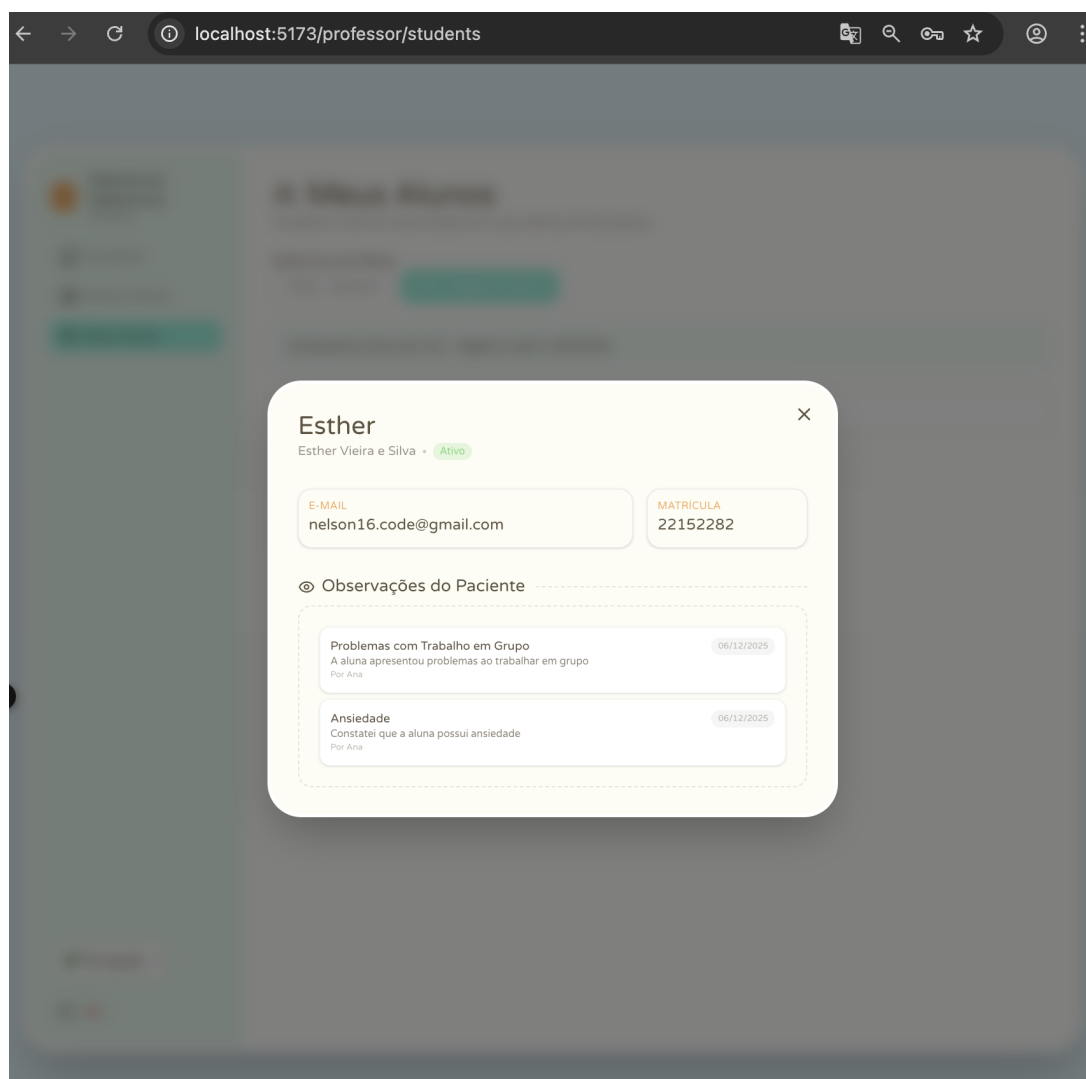 localhost:5173/professor/students
Meus Alunos
Esther
Esther Vieira e Silva • Ativo
E-MAIL
nelson16.code@gmail.com
MATRÍCULA
22152282
Observações do Paciente
Problemas com Trabalho em Grupo
06/12/2025
A aluna apresentou problemas ao trabalhar em grupo
Por Ana
Ansiedade
06/12/2025
Constatei que a aluna possui ansiedade
Por Ana